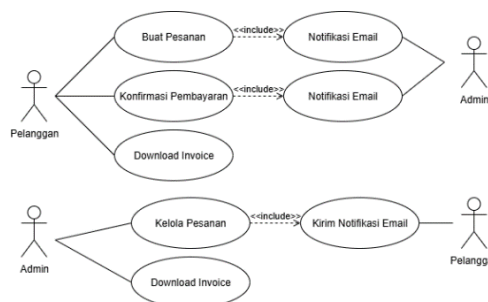 Buat Pesanan
<<include>>
Notifikasi Email
Pelanggan
Konfirmasi Pembayaran
<<include>>
Notifikasi Email
Admin
Download Invoice
Kelola Pesanan
<<include>>
Kirim Notifikasi Email
Admin
Pelangg
Download Invoice